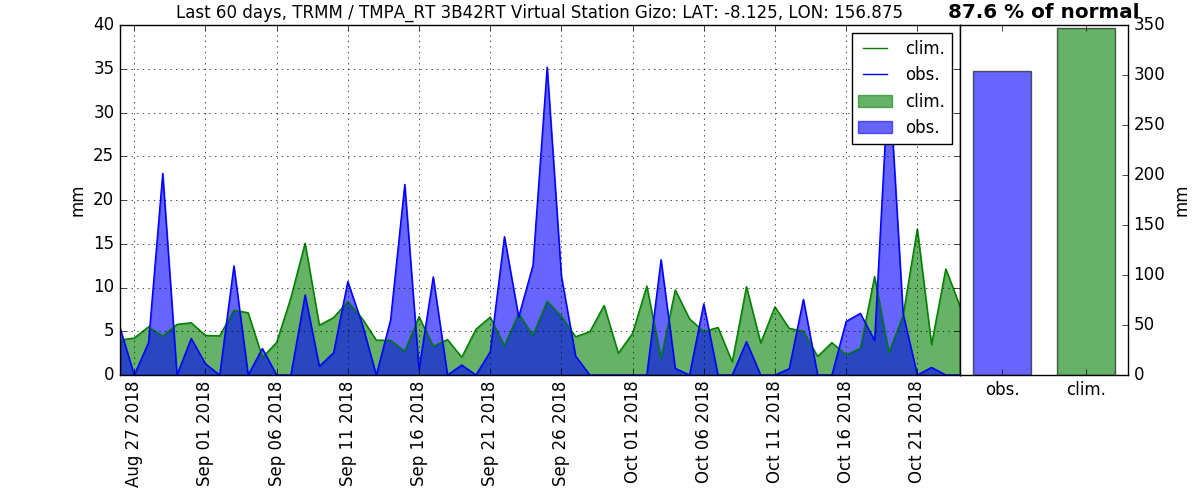 Last 60 days, TRMM / TMPA_RT 3B42RT Virtual Station Gizo: LAT: -8.125, LON: 156.875
87.6 % of normal
40
35
30
25
20
15
10
5
0
mm
clim.
obs.
clim.
obs.
350
300
250
200
150
100
50
0
mm
Aug 27 2018
Sep 01 2018
Sep 06 2018
Sep 11 2018
Sep 16 2018
Sep 21 2018
Sep 26 2018
Oct 01 2018
Oct 06 2018
Oct 11 2018
Oct 16 2018
Oct 21 2018
obs.
clim.